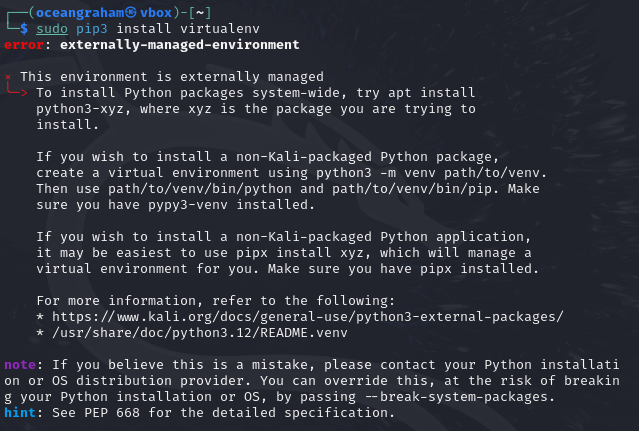 ┌──(oceangraham㉿vbox)-[~]
└─$ sudo pip3 install virtualenv
error: externally-managed-environment
× This environment is externally managed
╰─> To install Python packages system-wide, try apt install
python3-xyz, where xyz is the package you are trying to
install.
If you wish to install a non-Kali-packaged Python package,
create a virtual environment using python3 -m venv path/to/venv.
Then use path/to/venv/bin/python and path/to/venv/bin/pip. Make
sure you have pypy3-venv installed.
If you wish to install a non-Kali-packaged Python application,
it may be easiest to use pipx install xyz, which will manage a
virtual environment for you. Make sure you have pipx installed.
For more information, refer to the following:
* https://www.kali.org/docs/general-use/python3-external-packages/
* /usr/share/doc/python3.12/README.venv
note: If you believe this is a mistake, please contact your Python installati
on or OS distribution provider. You can override this, at the risk of breakin
g your Python installation or OS, by passing --break-system-packages.
hint: See PEP 668 for the detailed specification.